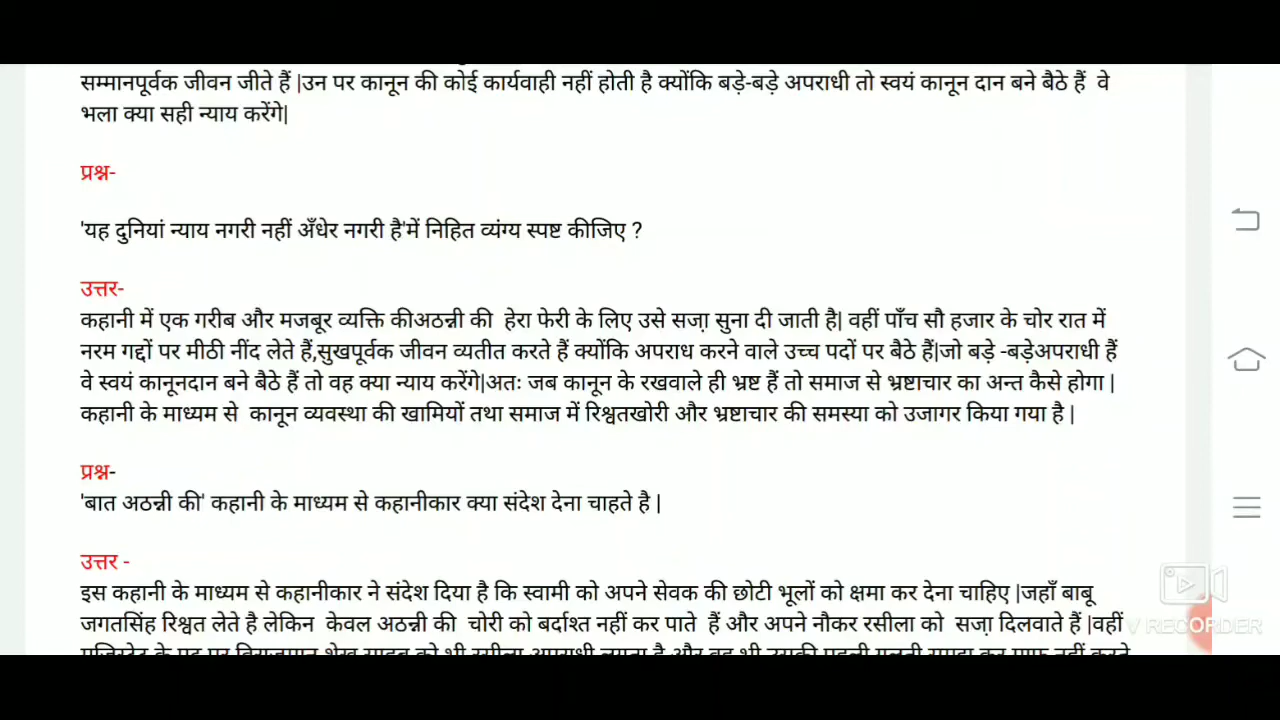 सम्मानपूर्वक जीवन जीते हैं |उन पर कानून की कोई कार्यवाही नहीं होती है क्योंकि बड़े-बड़े अपराधी तो स्वयं कानून दान बने बैठे हैं वे
भला क्या सही न्याय करेंगे|
प्रश्न-
'यह दुनियां न्याय नगरी नहीं अँधेर नगरी है'में निहित व्यंग्य स्पष्ट कीजिए ?
उत्तर-
कहानी में एक गरीब और मजबूर व्यक्ति कीअठन्नी की हेरा फेरी के लिए उसे सज़ा सुना दी जाती है| वहीं पाँच सौ हजार के चोर रात में
नरम गद्दों पर मीठी नींद लेते हैं,सुखपूर्वक जीवन व्यतीत करते हैं क्योंकि अपराध करने वाले उच्च पदों पर बैठे हैं|जो बड़े -बड़ेअपराधी हैं
वे स्वयं कानूनदान बने बैठे हैं तो वह क्या न्याय करेंगे|अतः जब कानून के रखवाले ही भ्रष्ट हैं तो समाज से भ्रष्टाचार का अन्त कैसे होगा |
कहानी के माध्यम से कानून व्यवस्था की खामियों तथा समाज में रिश्वतखोरी और भ्रष्टाचार की समस्या को उजागर किया गया है |
प्रश्न-
'बात अठन्नी की' कहानी के माध्यम से कहानीकार क्या संदेश देना चाहते है |
उत्तर -
इस कहानी के माध्यम से कहानीकार ने संदेश दिया है कि स्वामी को अपने सेवक की छोटी भूलों को क्षमा कर देना चाहिए |जहाँ बाबू
जगतसिंह रिश्वत लेते है लेकिन केवल अठन्नी की चोरी को बर्दाश्त नहीं कर पाते हैं और अपने नौकर रसीला को सज़ा दिलवाते हैं |वहीं
V RECORDER